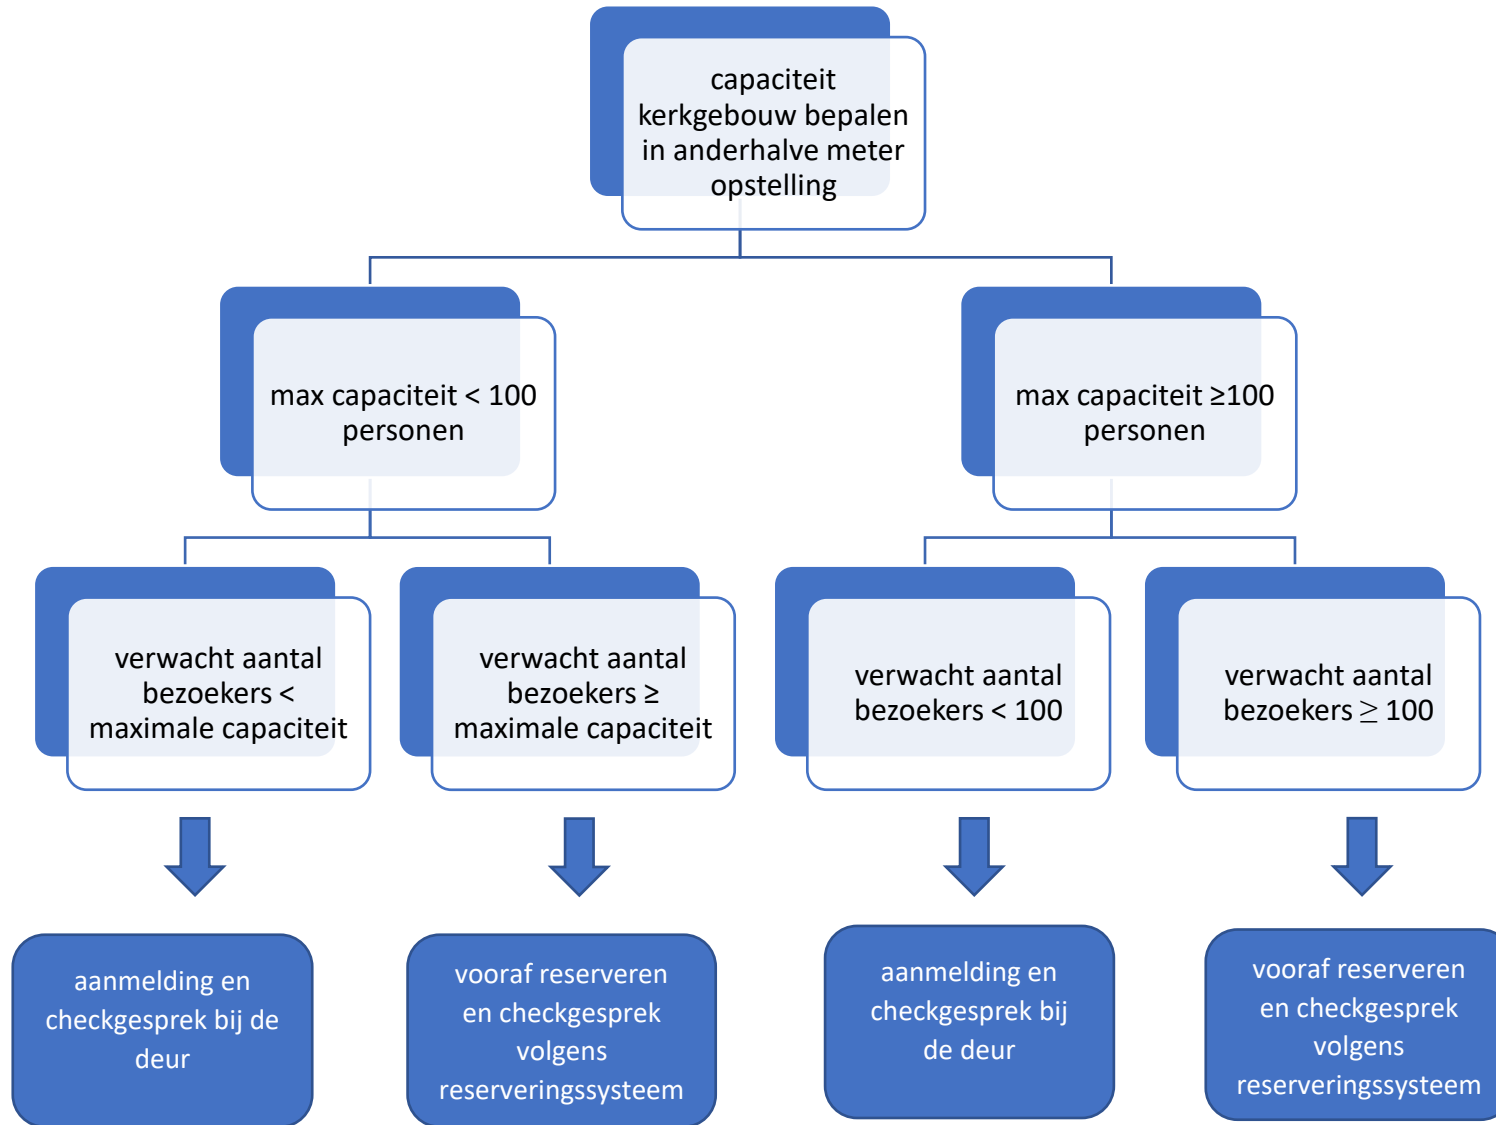 capaciteit
kerkgebouw bepalen
in anderhalve meter
opstelling
max capaciteit < 100
personen
max capaciteit ≥100
personen
verwacht aantal
bezoekers <
maximale capaciteit
verwacht aantal
bezoekers ≥
maximale capaciteit
verwacht aantal
bezoekers < 100
verwacht aantal
bezoekers ≥ 100
aanmelding en
checkgesprek bij de
deur
vooraf reserveren
en checkgesprek
volgens
reserveringssysteem
aanmelding en
checkgesprek bij
de deur
vooraf reserveren
en checkgesprek
volgens
reserveringssysteem